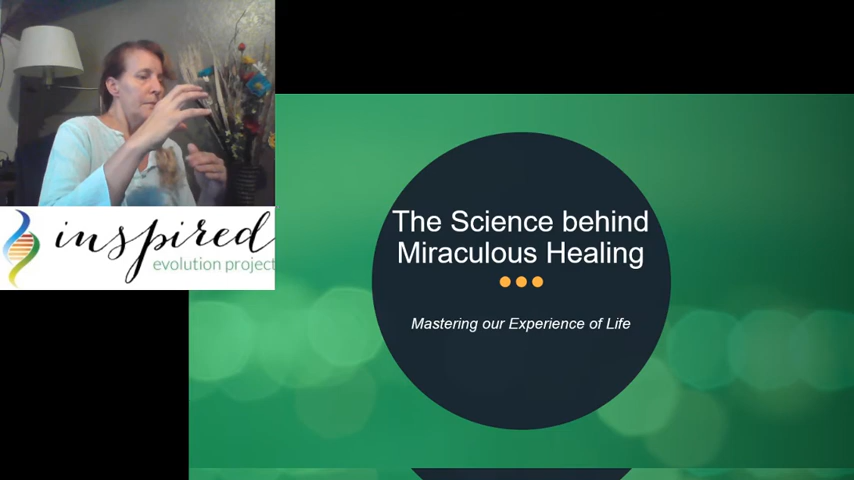 inspired
evolution project
The Science behind
Miraculous Healing
Mastering our Experience of Life